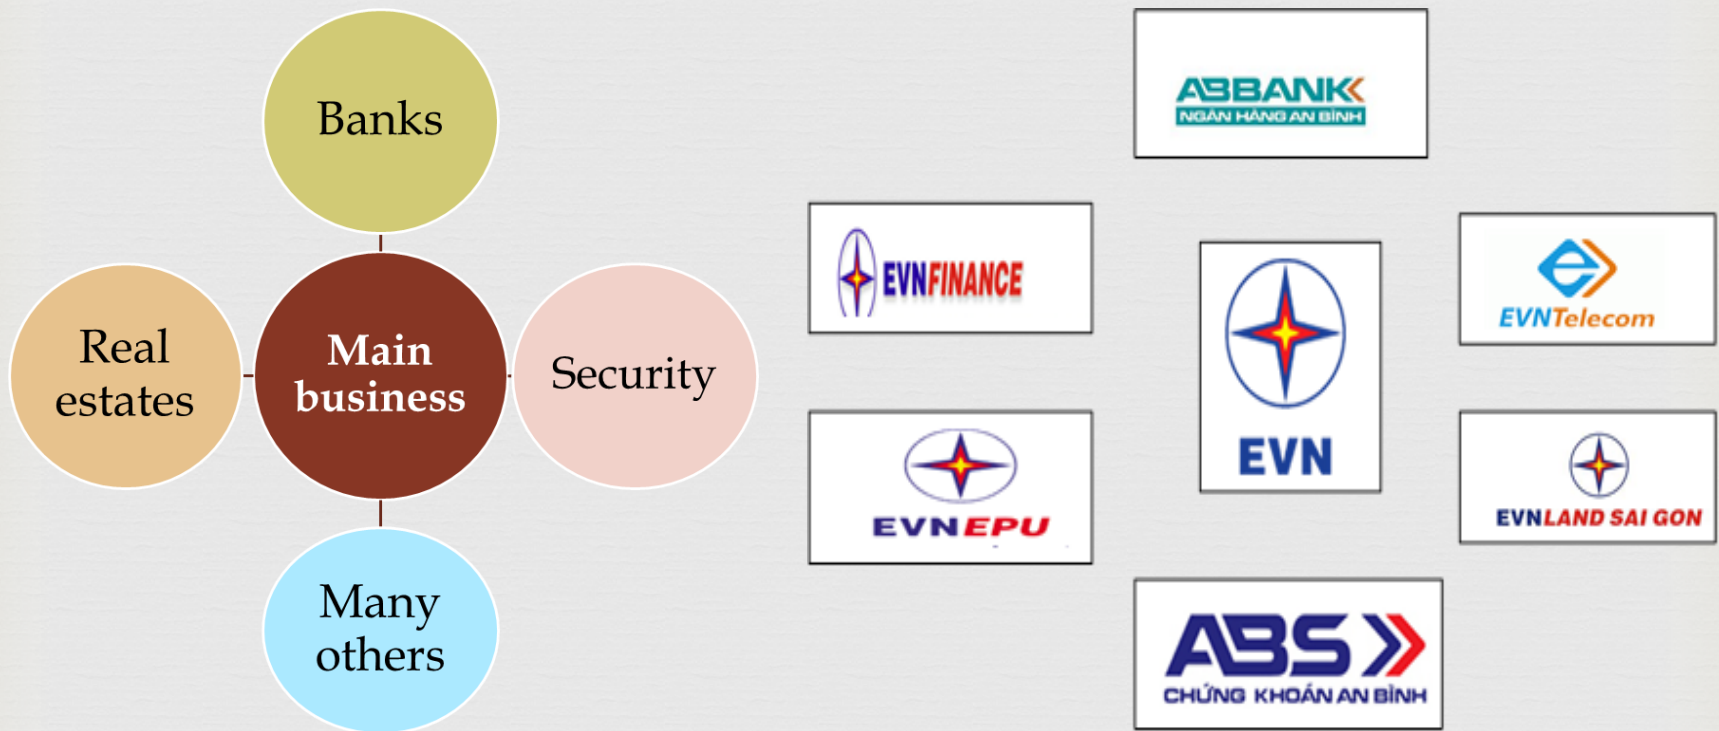 Banks
Real
estates
Main
business
Security
Many
others
ABBANK
NGÂN HÀNG AN BÌNH
EVNFINANCE
EVNTelecom
EVN
EVNEPU
EVNLAND SAI GON
ABS
CHỨNG KHOÁN AN BÌNH